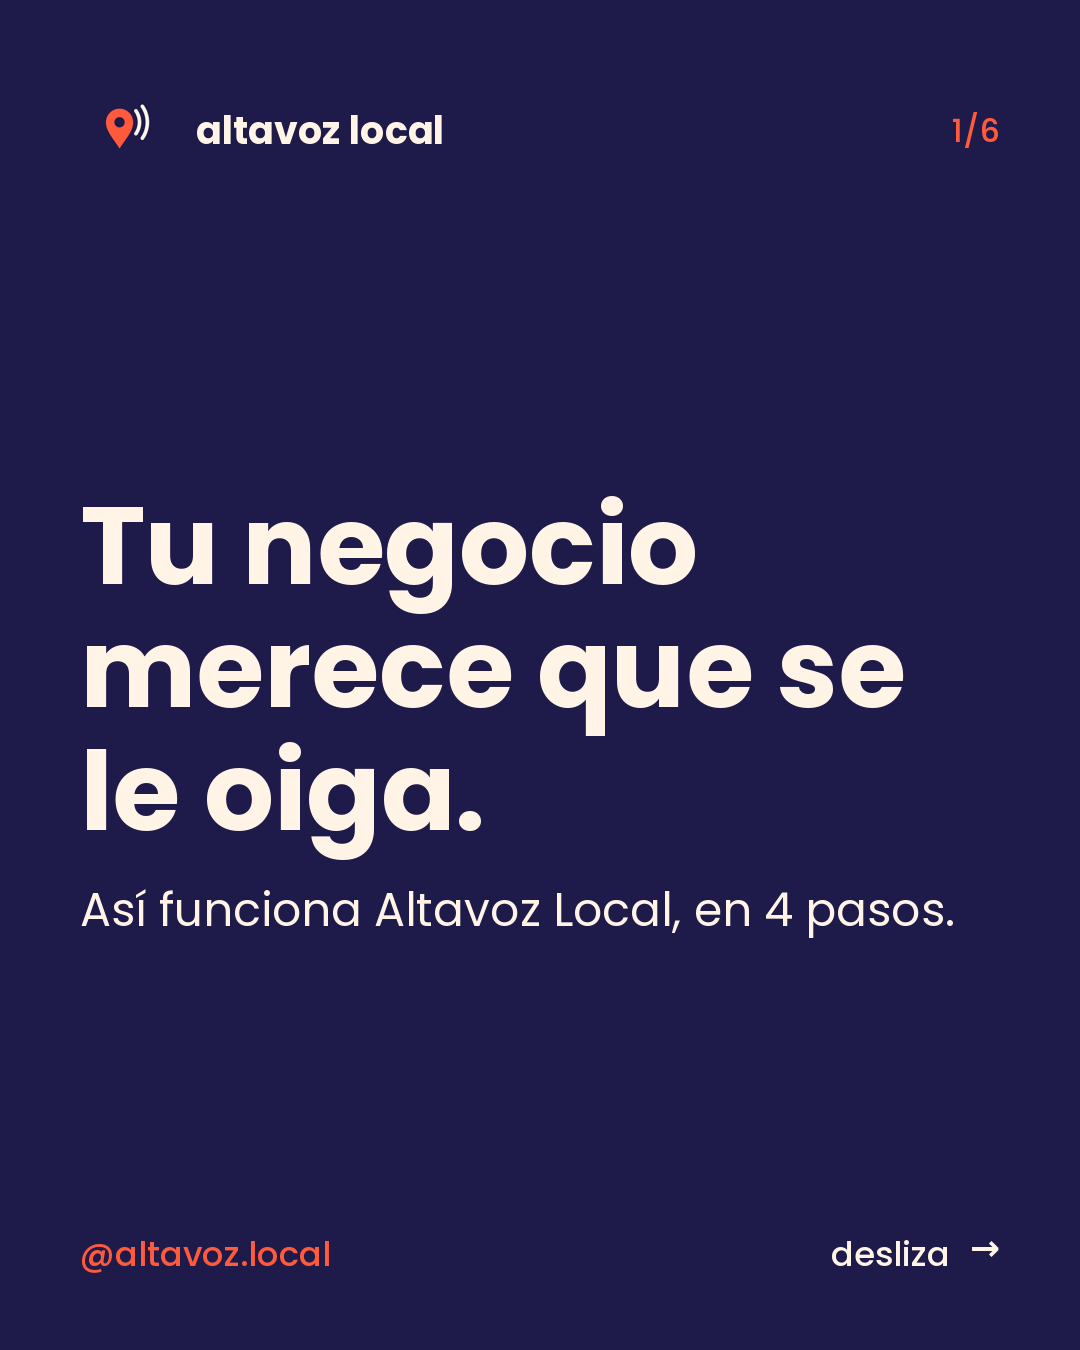 altavoz local
1/6
Tu negocio
merece que se
le oiga.
Así funciona Altavoz Local, en 4 pasos.
@altavoz.local
desliza →